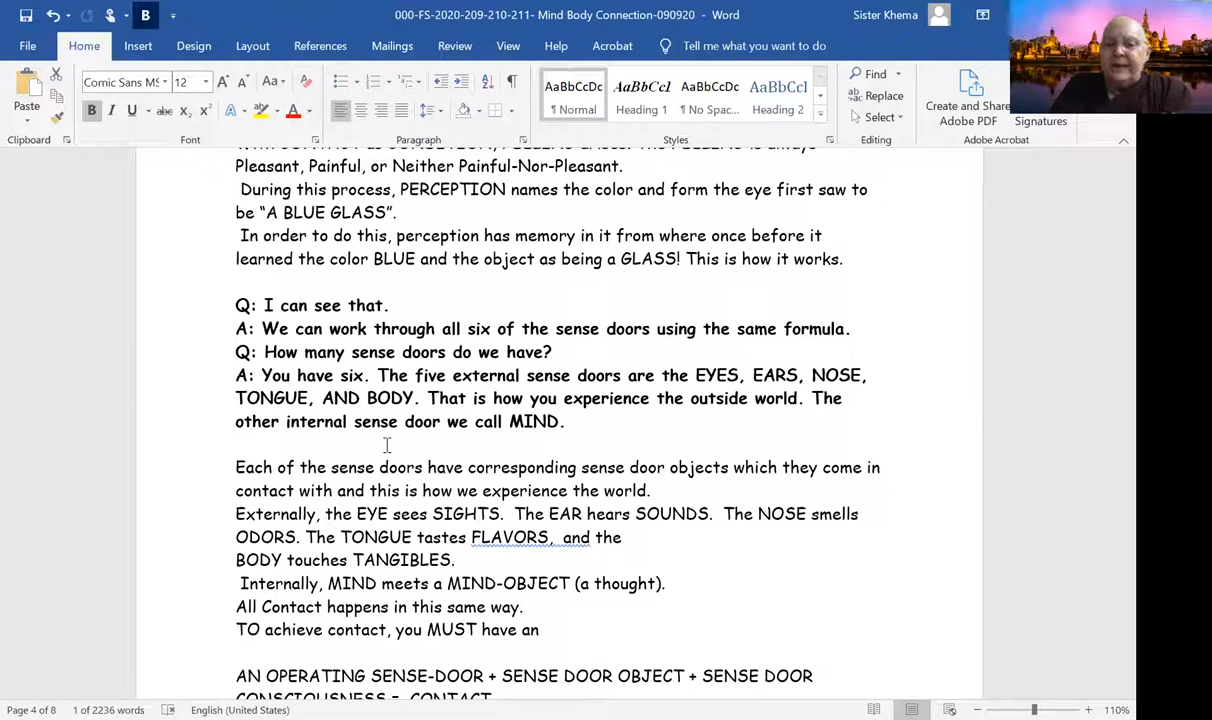 000-FS-2020-209-210-211- Mind Body Connection-090920 - Word
Sister Khema
File Home Insert Design Layout References Mailings Review View Help Acrobat Tell me what you want to do
Paste
Comic Sans MS 12
AaBbCcDc AaBbCcI AaBbCcDc AaBbCcI
¶ Normal Heading 1 ¶ No Spac... Heading 2
Find
Replace
Select
Create and Share
Adobe PDF
Signatures
Clipboard Font Paragraph Styles Editing Adobe Acrobat
Pleasant, Painful, or Neither Painful-Nor-Pleasant.
During this process, PERCEPTION names the color and form the eye first saw to
be “A BLUE GLASS”.
In order to do this, perception has memory in it from where once before it
learned the color BLUE and the object as being a GLASS! This is how it works.
Q: I can see that.
A: We can work through all six of the sense doors using the same formula.
Q: How many sense doors do we have?
A: You have six. The five external sense doors are the EYES, EARS, NOSE,
TONGUE, AND BODY. That is how you experience the outside world. The
other internal sense door we call MIND.
Each of the sense doors have corresponding sense door objects which they come in
contact with and this is how we experience the world.
Externally, the EYE sees SIGHTS. The EAR hears SOUNDS. The NOSE smells
ODORS. The TONGUE tastes FLAVORS, and the
BODY touches TANGIBLES.
Internally, MIND meets a MIND-OBJECT (a thought).
All Contact happens in this same way.
TO achieve contact, you MUST have an
AN OPERATING SENSE-DOOR + SENSE DOOR OBJECT + SENSE DOOR
CONSCIOUSNESS = CONTACT
Page 4 of 8 1 of 2236 words English (United States) 110%